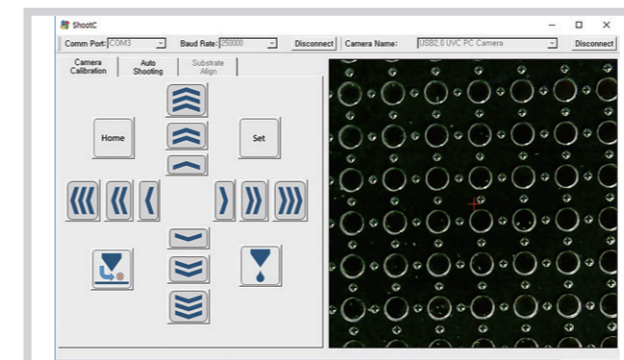 ShootC
Comm Port: COM3 Baud Rate: 250000 Disconnect Camera Name: USB2.0 UVC PC Camera Disconnect
Camera Calibration
Auto Shooting
Substrate Align
Home
Set